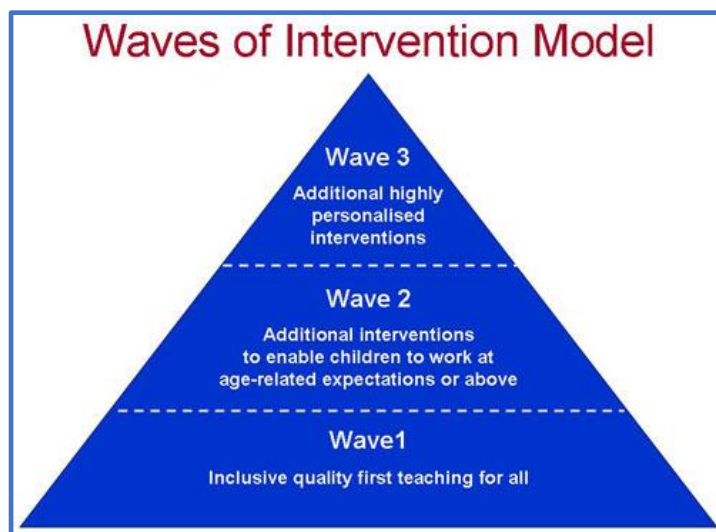 Waves of Intervention Model
Wave 3
Additional highly
personalised
interventions
Wave 2
Additional interventions
to enable children to work at
age-related expectations or above
Wave1
Inclusive quality first teaching for all